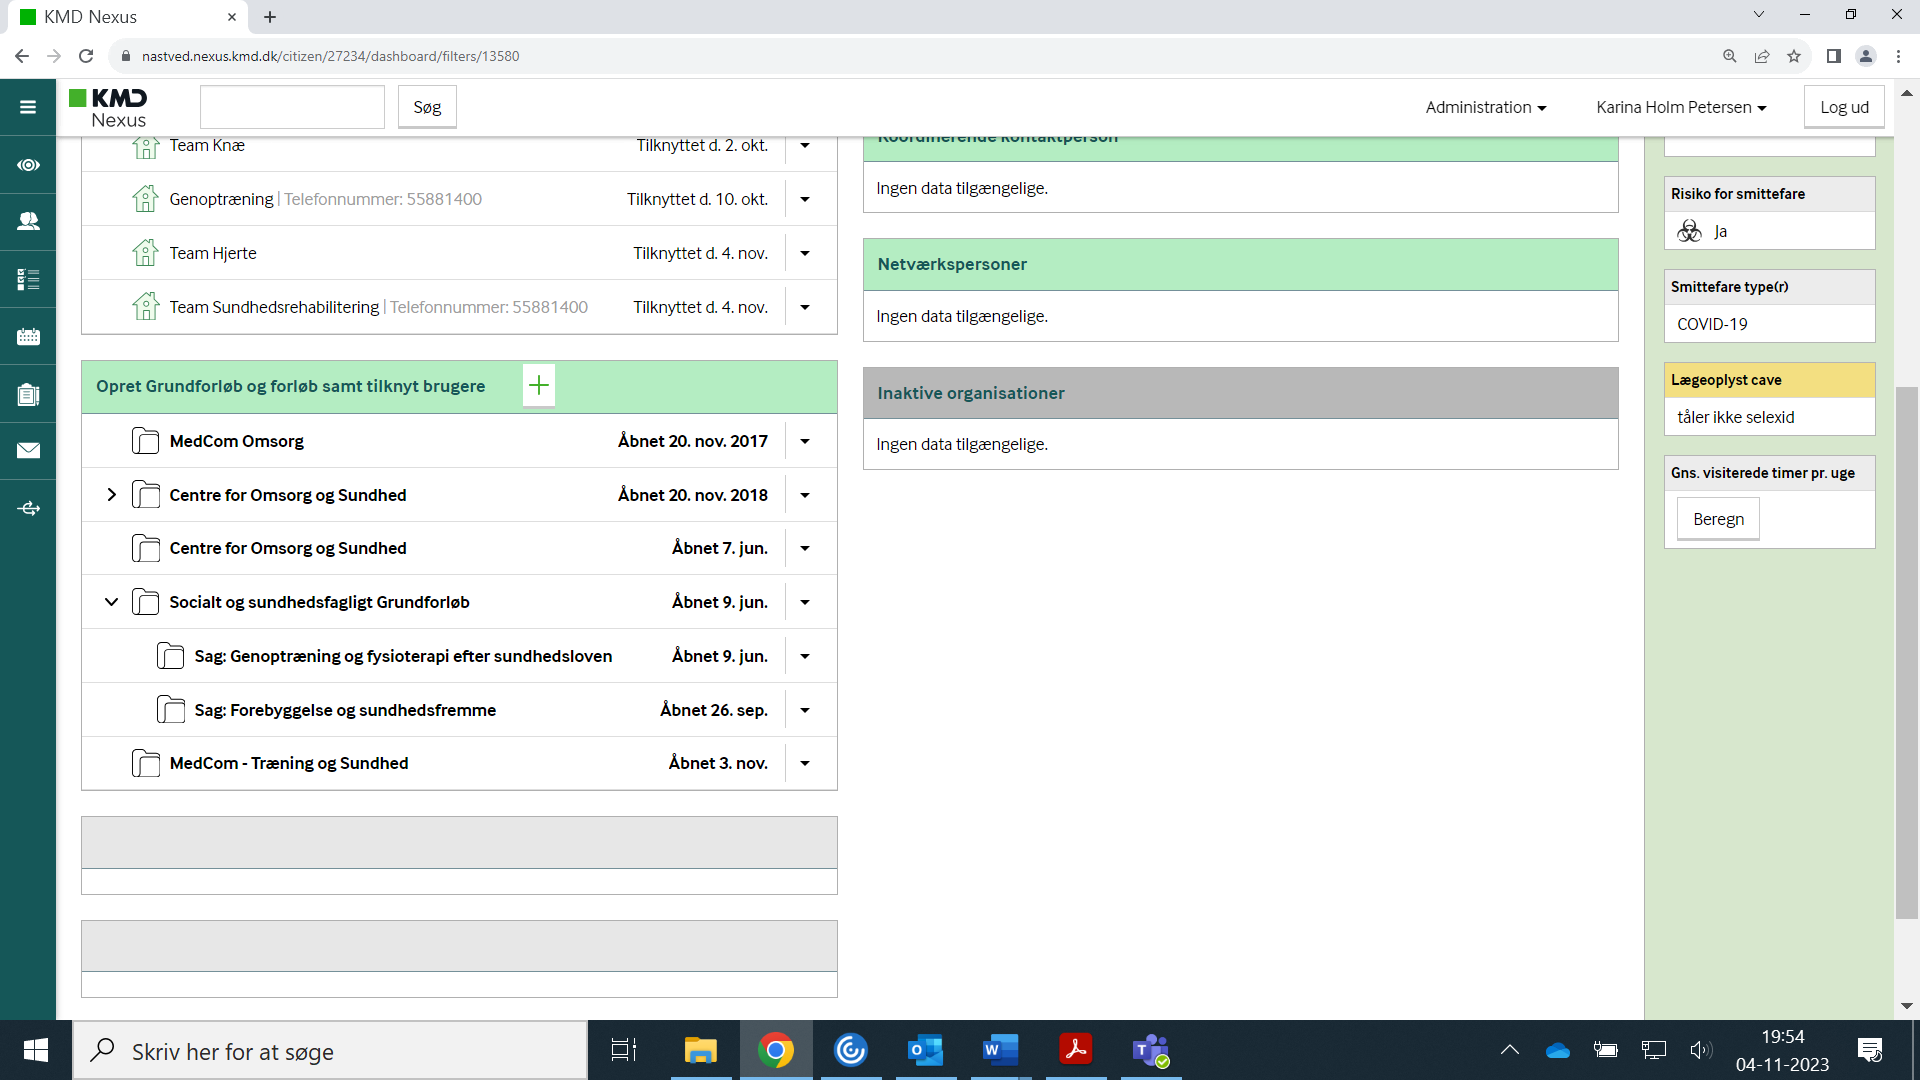 KMD Nexus
nastved.nexus.kmd.dk/citizen/27234/dashboard/filters/13580
KMD
Nexus
Søg
Administration
Karina Holm Petersen
Log ud
Team Knæ
Tilknyttet d. 2. okt.
Genoptræning | Telefonnummer: 55881400
Tilknyttet d. 10. okt.
Team Hjerte
Tilknyttet d. 4. nov.
Team Sundhedsrehabilitering | Telefonnummer: 55881400
Tilknyttet d. 4. nov.
Opret Grundforløb og forløb samt tilknyt brugere
MedCom Omsorg
Åbnet 20. nov. 2017
Centre for Omsorg og Sundhed
Åbnet 20. nov. 2018
Centre for Omsorg og Sundhed
Åbnet 7. jun.
Socialt og sundhedsfagligt Grundforløb
Åbnet 9. jun.
Sag: Genoptræning og fysioterapi efter sundhedsloven
Åbnet 9. jun.
Sag: Forebyggelse og sundhedsfremme
Åbnet 26. sep.
MedCom - Træning og Sundhed
Åbnet 3. nov.
Koordinerende kontaktperson
Ingen data tilgængelige.
Netværkspersoner
Ingen data tilgængelige.
Inaktive organisationer
Ingen data tilgængelige.
Risiko for smittefare
Ja
Smittefare type(r)
COVID-19
Lægeoplyst cave
tåler ikke selexid
Gns. visiterede timer pr. uge
Beregn
Skriv her for at søge
19:54
04-11-2023